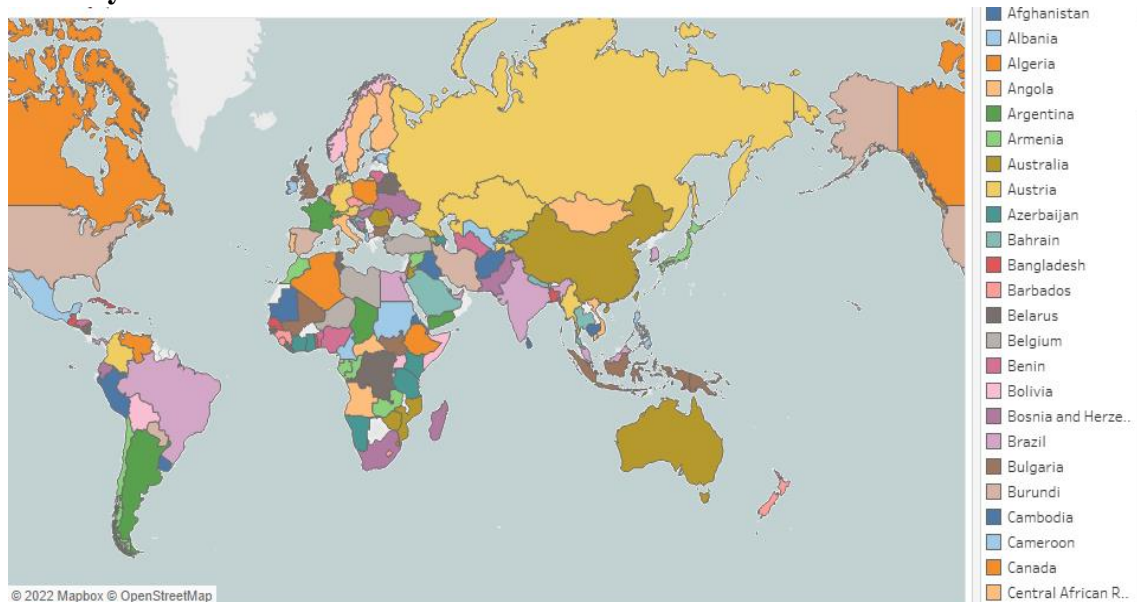 Afghanistan
Albania
Algeria
Angola
Argentina
Armenia
Australia
Austria
Azerbaijan
Bahrain
Bangladesh
Barbados
Belarus
Belgium
Benin
Bolivia
Bosnia and Herze..
Brazil
Bulgaria
Burundi
Cambodia
Cameroon
Canada
Central African R..
© 2022 Mapbox © OpenStreetMap